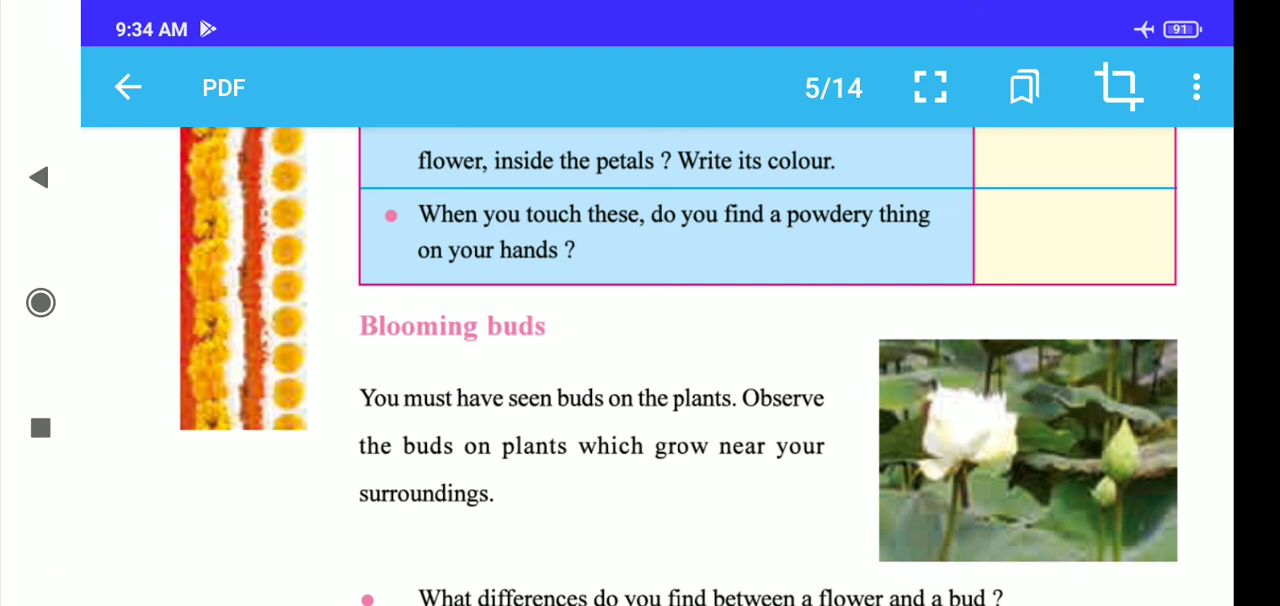 9:34 AM
91
PDF
5/14
flower, inside the petals ? Write its colour.
• When you touch these, do you find a powdery thing
on your hands ?
Blooming buds
You must have seen buds on the plants. Observe
the buds on plants which grow near your
surroundings.
• What differences do you find between a flower and a bud ?